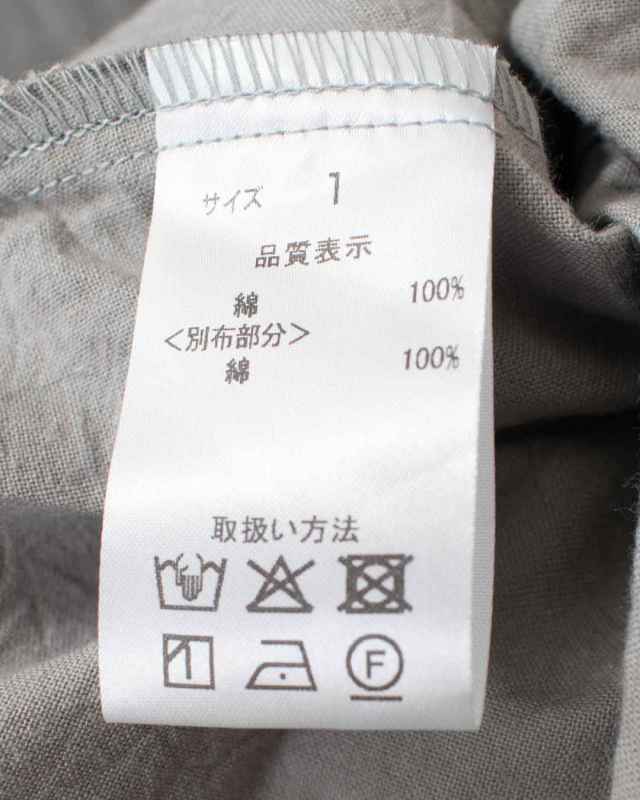 サイズ 1
品質表示
綿 100%
<別布部分>
綿 100%
取扱い方法
F